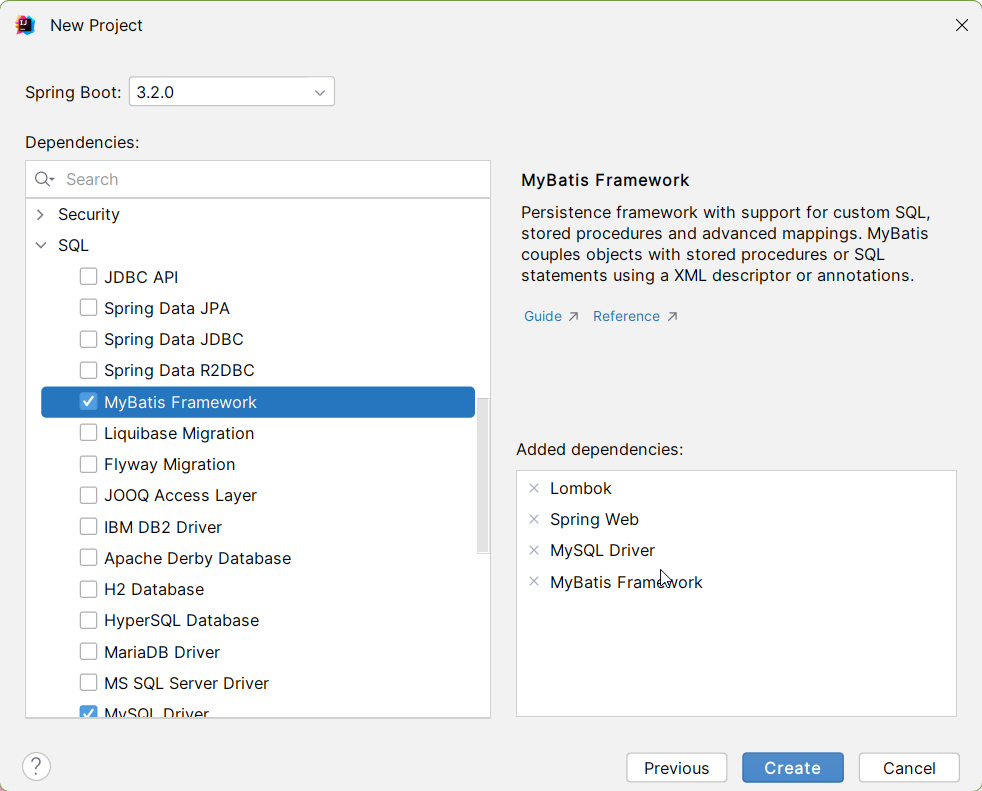 New Project
Spring Boot: 3.2.0
Dependencies:
Search
Security
SQL
JDBC API
Spring Data JPA
Spring Data JDBC
Spring Data R2DBC
MyBatis Framework
Liquibase Migration
Flyway Migration
JOOQ Access Layer
IBM DB2 Driver
Apache Derby Database
H2 Database
HyperSQL Database
MariaDB Driver
MS SQL Server Driver
MySQL Driver
MyBatis Framework
Persistence framework with support for custom SQL,
stored procedures and advanced mappings. MyBatis
couples objects with stored procedures or SQL
statements using a XML descriptor or annotations.
Guide ↗ Reference ↗
Added dependencies:
Lombok
Spring Web
MySQL Driver
MyBatis Framework
? Previous Create Cancel